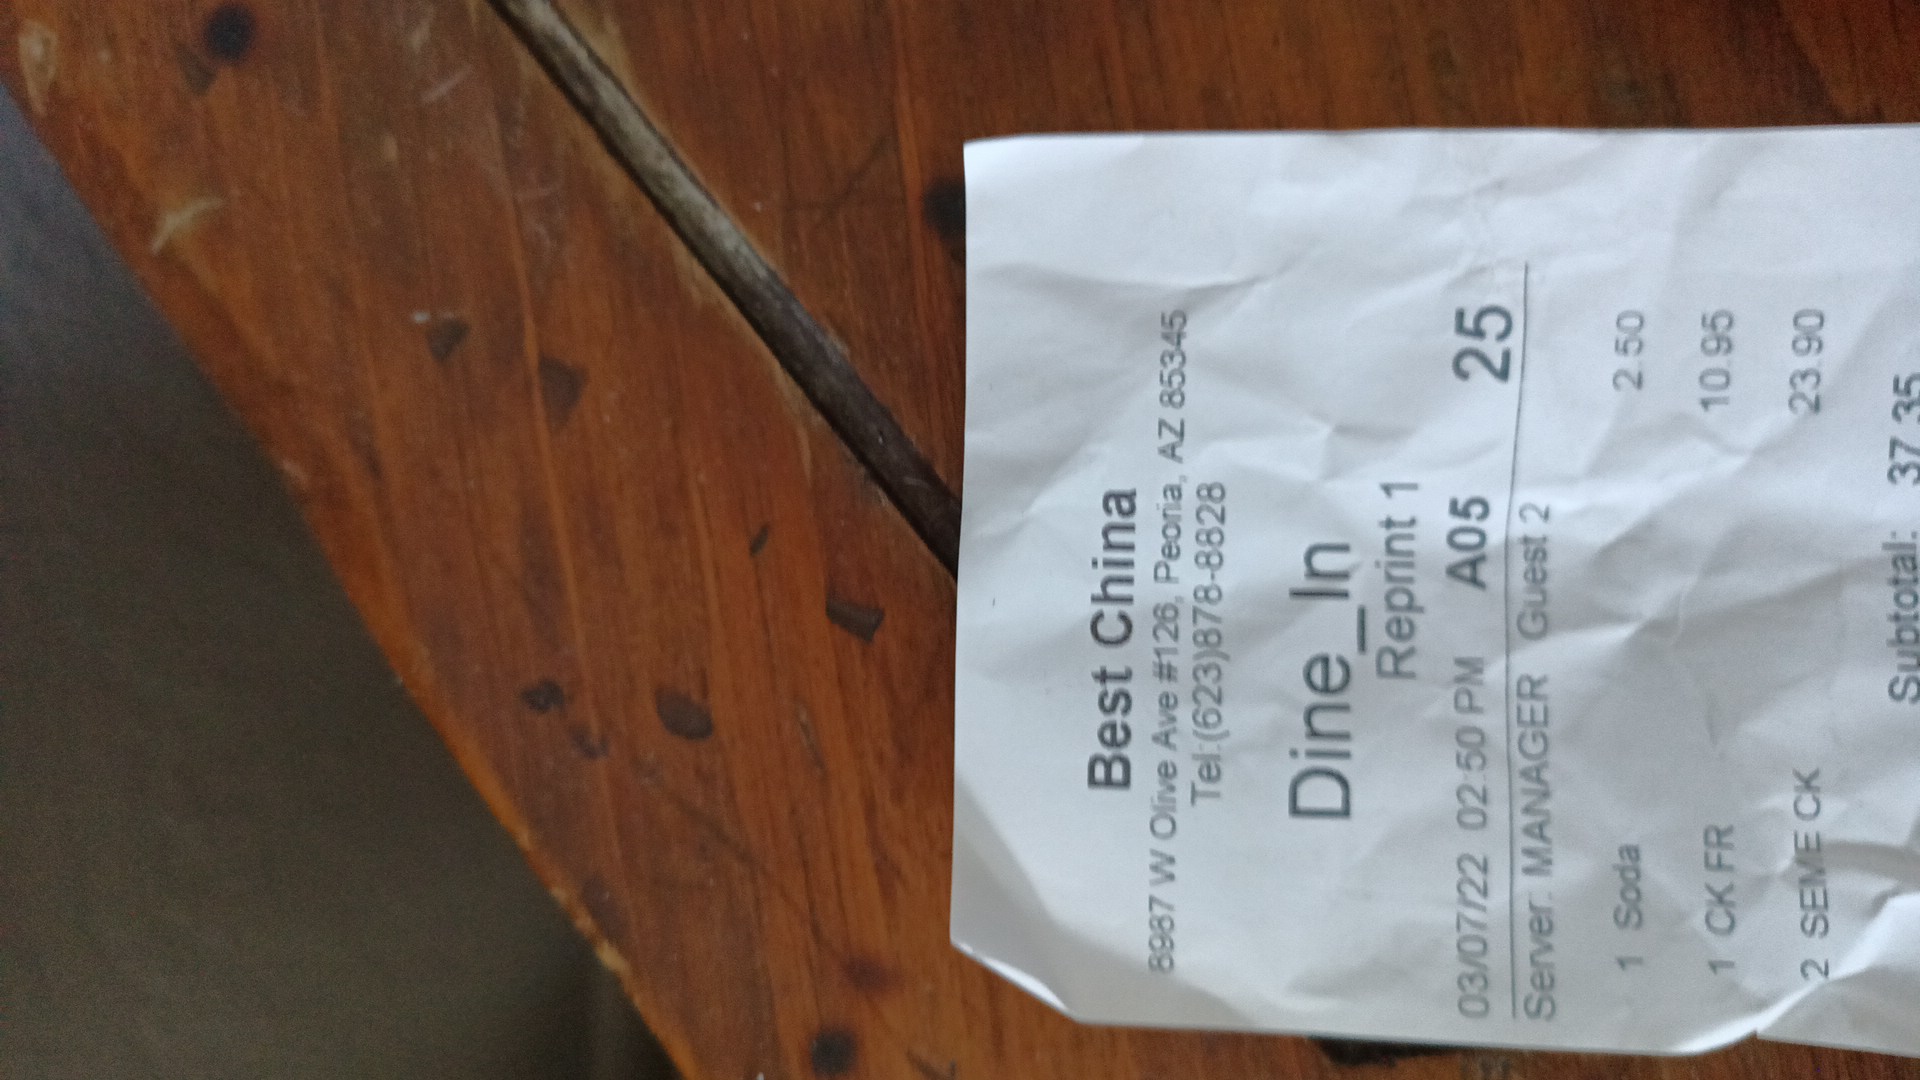 Best China
8987 W Olive Ave #126, Peoria, AZ 85345
Tel:(623)878-8828
Dine_In
Reprint 1
03/07/22 02:50 PM A05 25
Server: MANAGER Guest 2
1 Soda 2.50
1 CK FR 10.95
2 SEME CK 23.90
Subtotal: 37.35